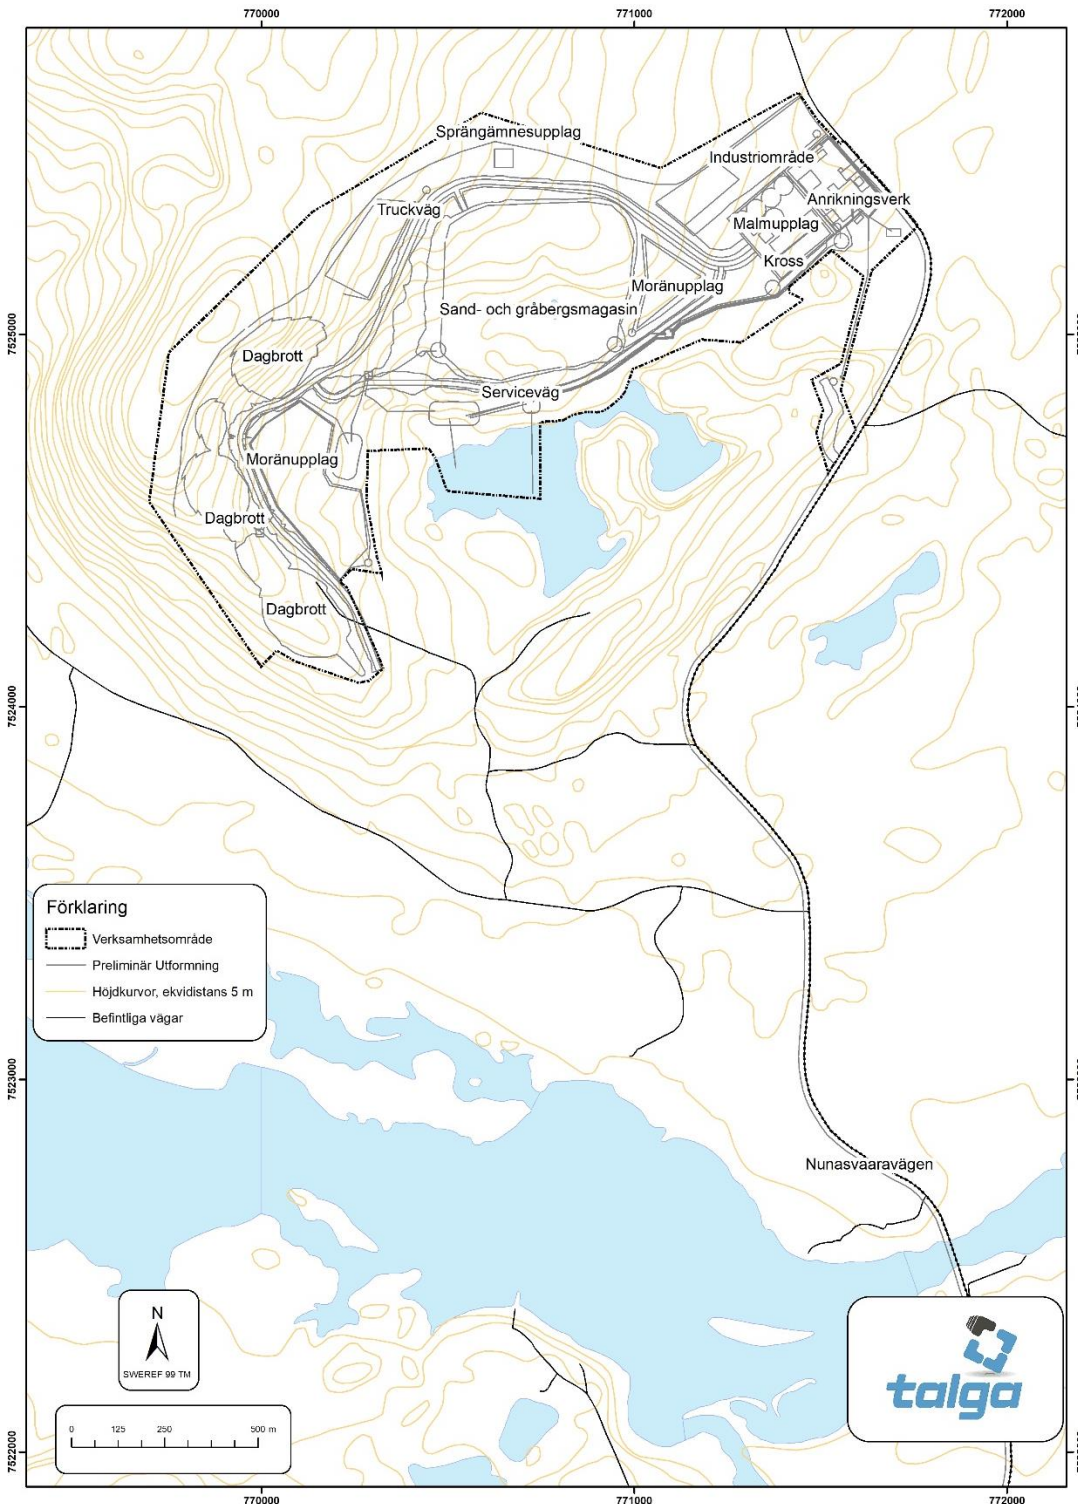 770000
771000
772000
Sprängämnesupplag
Industriområde
Truckväg
Anrikningsverk
Malmupplag
Kross
Moränupplag
Sand- och gråbergsmagasin
7525000
Dagbrott
Serviceväg
Moränupplag
Dagbrott
Dagbrott
7524000
Förklaring
Verksamhetsområde
Preliminär Utformning
Höjdkurvor, ekvidistans 5 m
Befintliga vägar
7523000
Nunasvaaravägen
N
SWEREF 99 TM
talga
0 125 250 500 m
7522000
770000
771000
772000